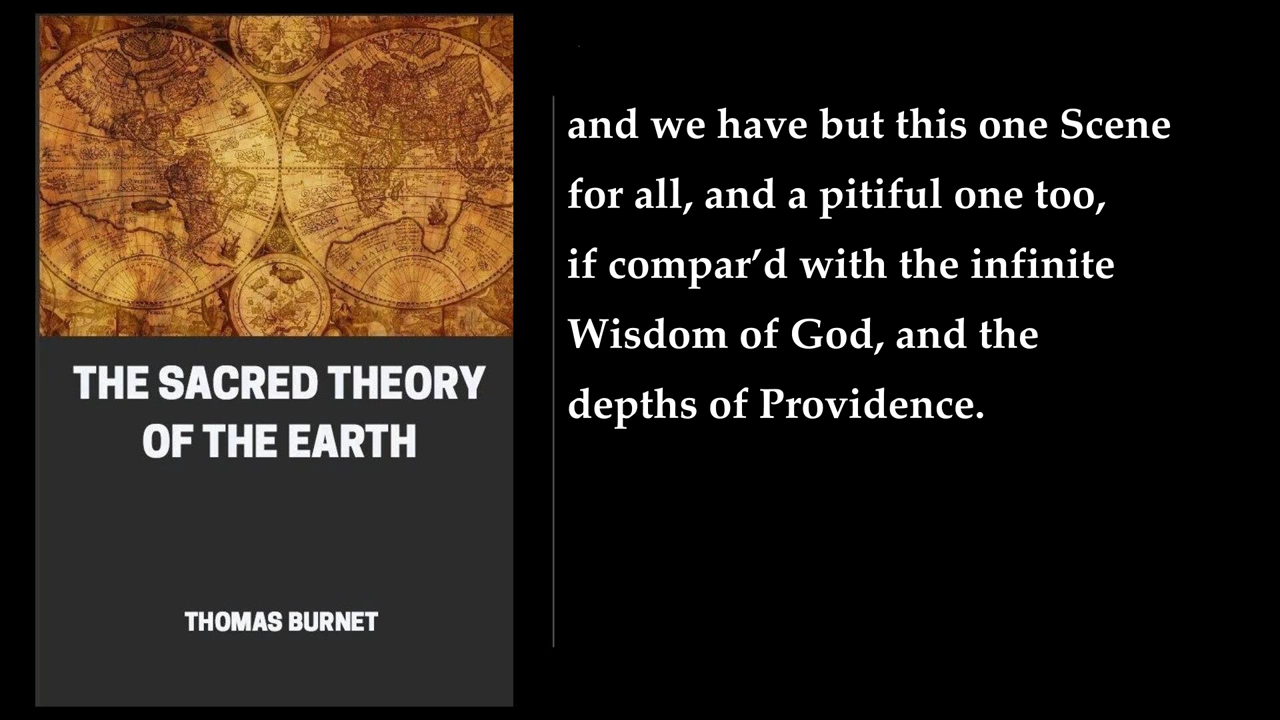 THE SACRED THEORY
OF THE EARTH
THOMAS BURNET
and we have but this one Scene
for all, and a pitiful one too,
if compar’d with the infinite
Wisdom of God, and the
depths of Providence.